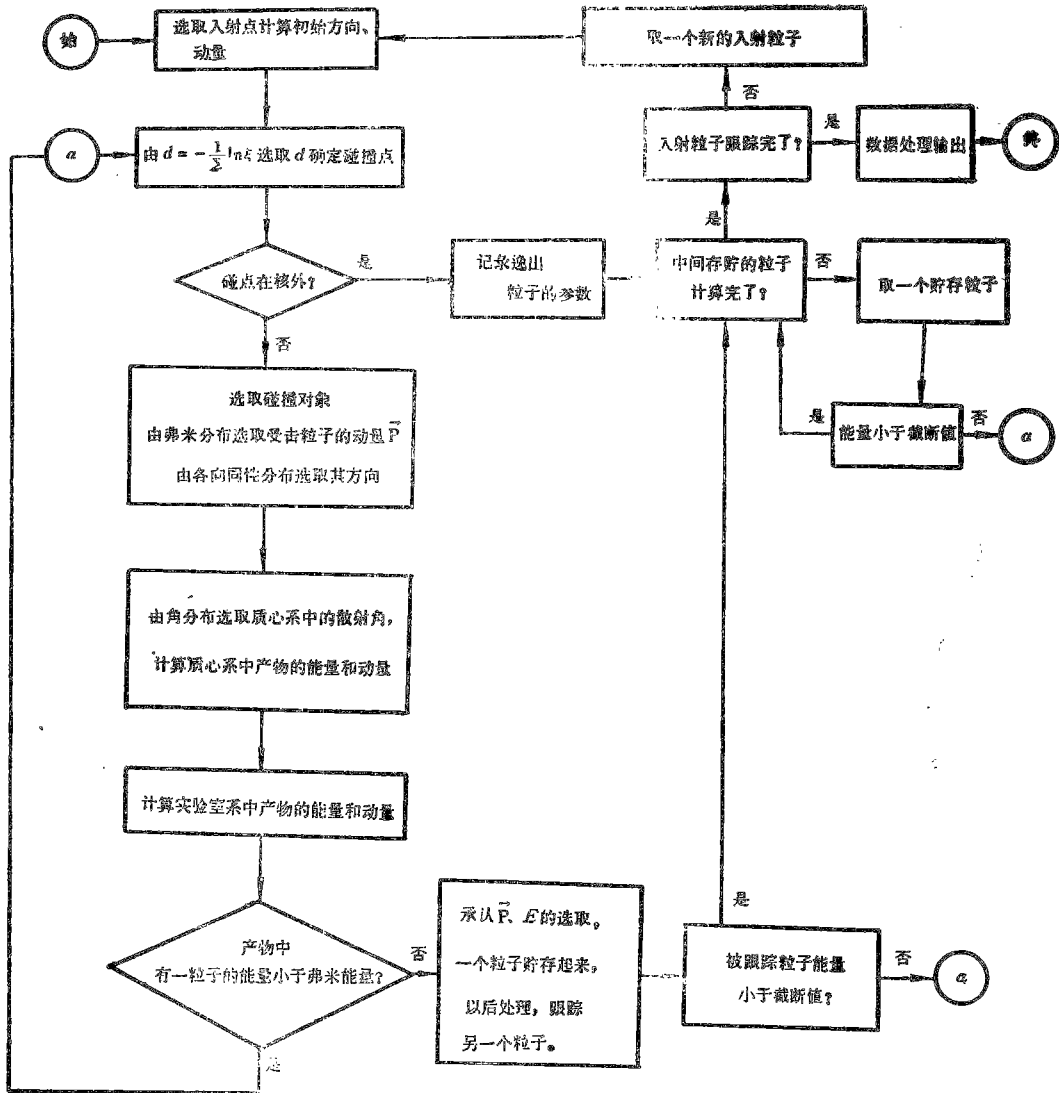 始
选取入射点计算初始方向、
动量
取一个新的入射粒子
否
a
由 d = -1/Σ ln ξ 选取 d 确定碰撞点
入射粒子跟踪完了?
是
数据处理输出
终
是
碰点在核外?
是
记录逸出
粒子的参数
中间存贮的粒子
计算完了?
否
取一个贮存粒子
否
选取碰撞对象
由弗米分布选取受击粒子的动量 P⃗
由各向同性分布选取其方向
是
能量小于截断值
否
a
由角分布选取质心系中的散射角,
计算质心系中产物的能量和动量
计算实验室系中产物的能量和动量
产物中
有一粒子的能量小于弗米能量?
否
承认 P⃗、E的选取。
一个粒子贮存起来,
以后处理,跟踪
另一个粒子。
是
被跟踪粒子能量
小于截断值?
否
a
是